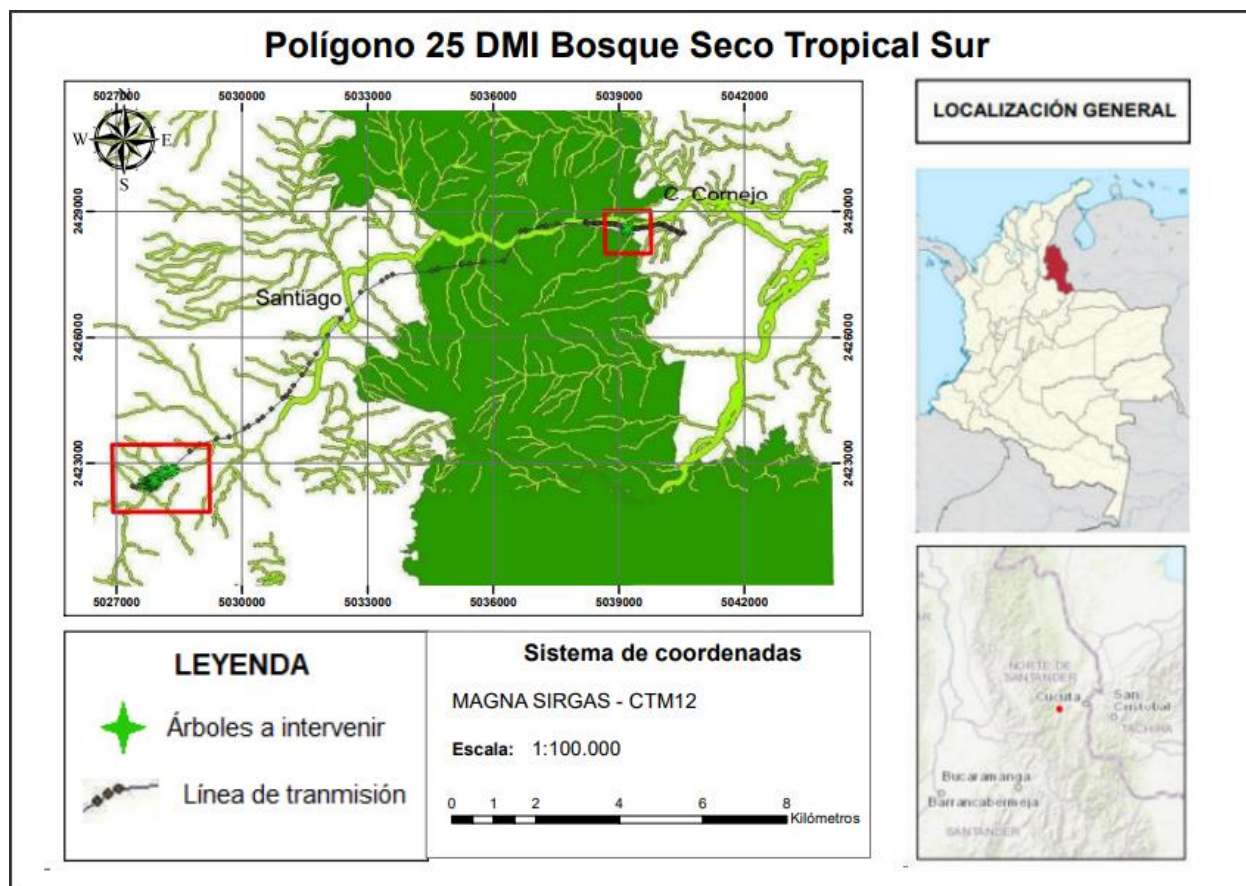 Polígono 25 DMI Bosque Seco Tropical Sur
5027000 5030000 5033000 5036000 5039000 5042000
N
W E
S
2429000 2429000
C. Cornejo
Santiago
2426000 2426000
2423000 2423000
5027000 5030000 5033000 5036000 5039000 5042000
LEYENDA
Árboles a intervenir
Línea de tranmisión
Sistema de coordenadas
MAGNA SIRGAS - CTM12
Escala: 1:100.000
0 1 2 4 6 8
Kilómetros
LOCALIZACIÓN GENERAL
NORTE DE
SANTANDER
Cucuta
San
Cristobal
TACHIRA
Bucaramanga
Barrancabermeja
SANTANDER